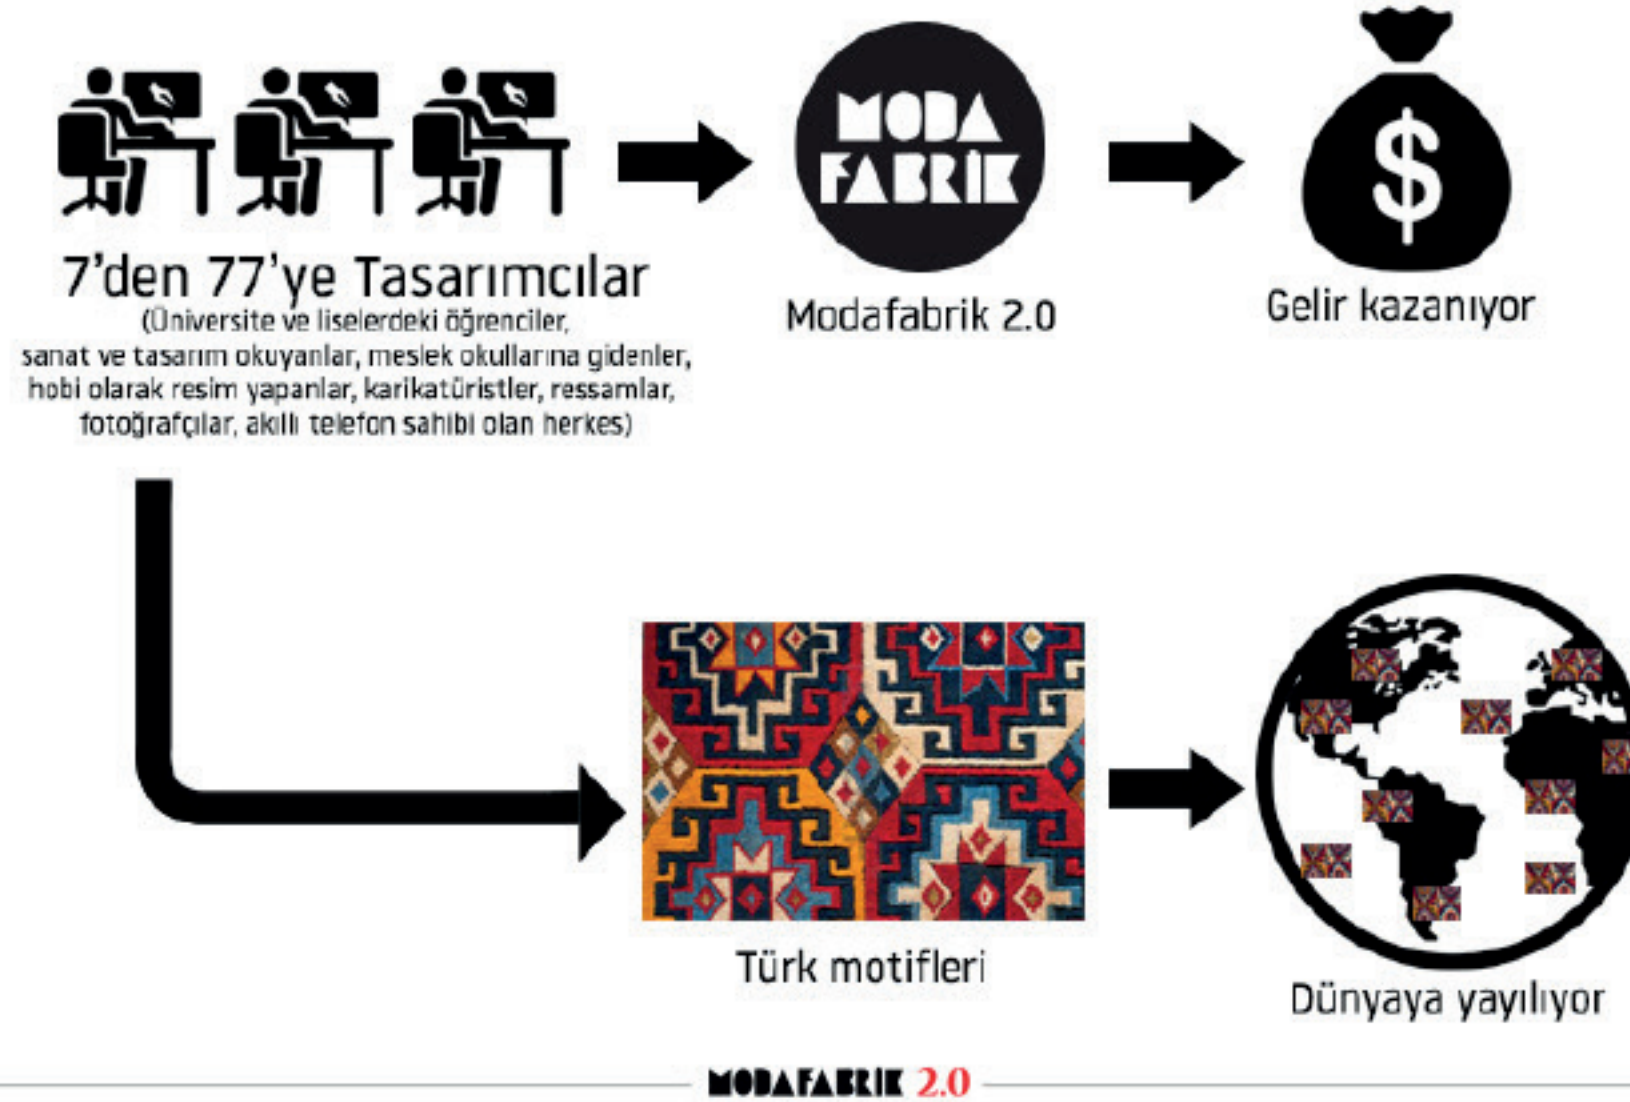 MODA
FABRİK
7'den 77'ye Tasarımcılar
(Üniversite ve liselerdeki öğrenciler,
sanat ve tasarım okuyanlar, meslek okullarına gidenler,
hobi olarak resim yapanlar, karikatüristler, ressamlar,
fotoğrafçılar, akıllı telefon sahibi olan herkes)
Modafabrik 2.0
$
Gelir kazanıyor
Türk motifleri
Dünyaya yayılıyor
MODAFABRIK 2.0